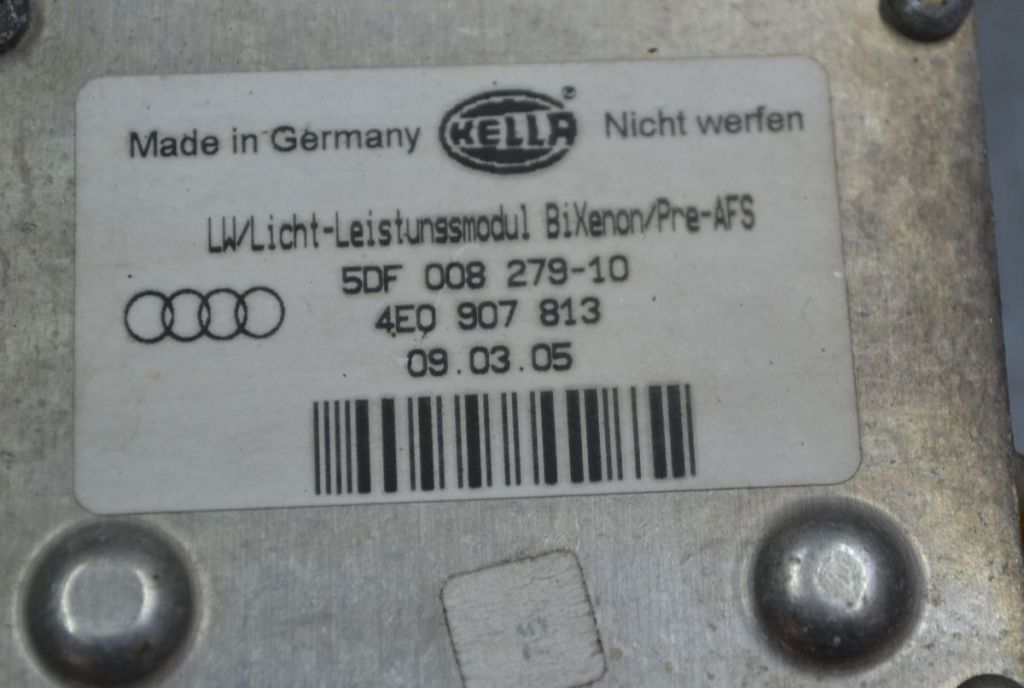 Made in Germany HELLA ® Nicht werfen
LW/Licht-Leistungsmodul BiXenon/Pre-AFS
5DF 008 279-10
4E0 907 813
09.03.05